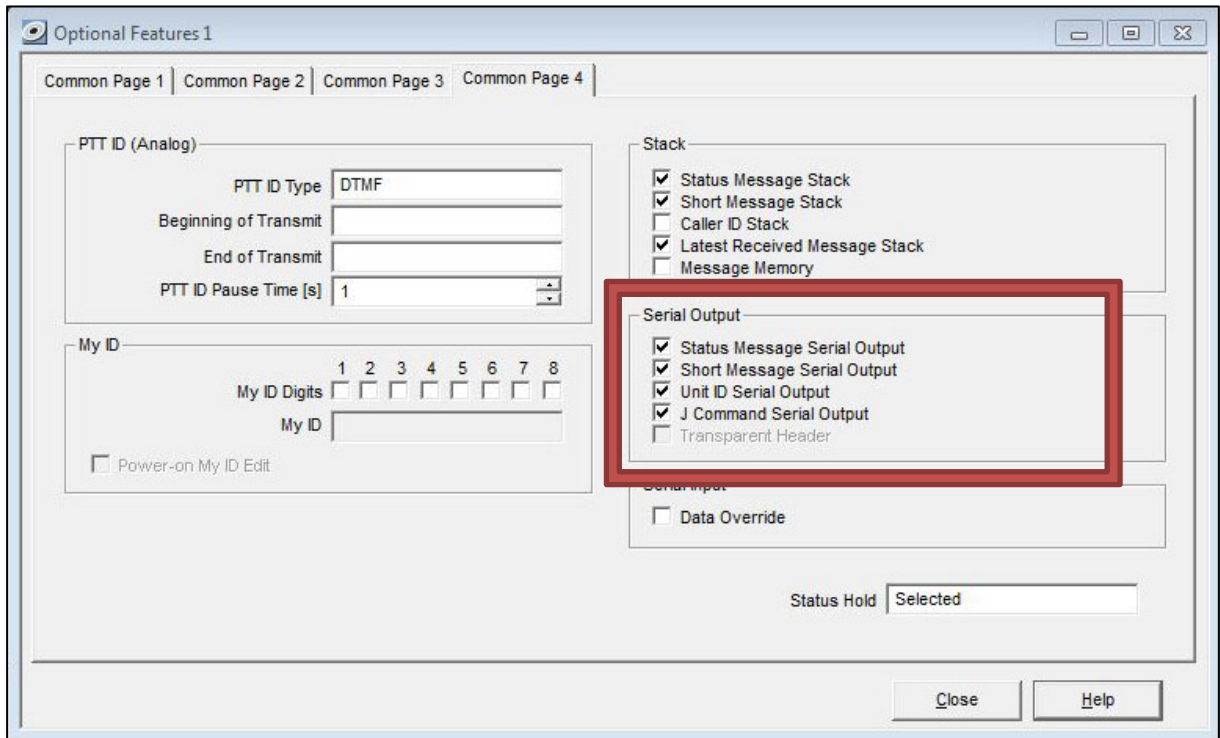 Optional Features 1
Common Page 1 Common Page 2 Common Page 3 Common Page 4
PTT ID (Analog)
PTT ID Type DTMF
Beginning of Transmit
End of Transmit
PTT ID Pause Time [s] 1
My ID
1 2 3 4 5 6 7 8
My ID Digits
My ID
Power-on My ID Edit
Stack
Status Message Stack
Short Message Stack
Caller ID Stack
Latest Received Message Stack
Message Memory
Serial Output
Status Message Serial Output
Short Message Serial Output
Unit ID Serial Output
J Command Serial Output
Transparent Header
Serial Input
Data Override
Status Hold Selected
Close Help